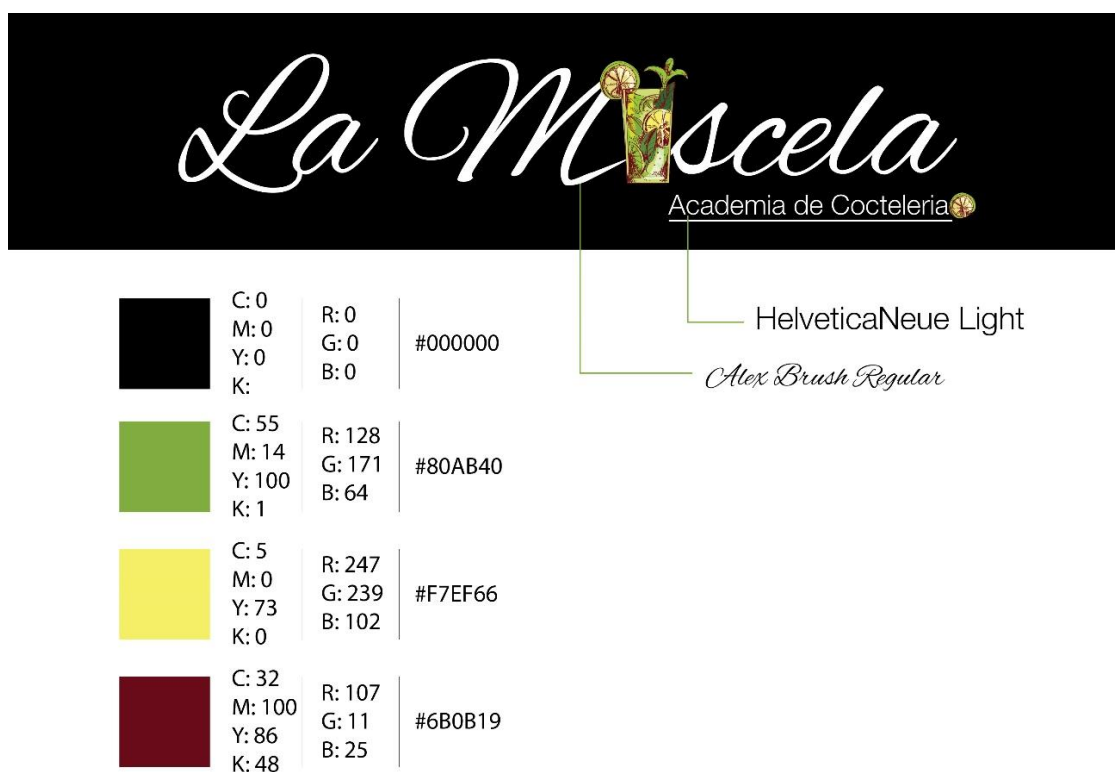 La Miscela
Academia de Cocteleria
C: 0
M: 0
Y: 0
K:
R: 0
G: 0
B: 0
#000000
HelveticaNeue Light
Alex Brush Regular
C: 55
M: 14
Y: 100
K: 1
R: 128
G: 171
B: 64
#80AB40
C: 5
M: 0
Y: 73
K: 0
R: 247
G: 239
B: 102
#F7EF66
C: 32
M: 100
Y: 86
K: 48
R: 107
G: 11
B: 25
#6B0B19